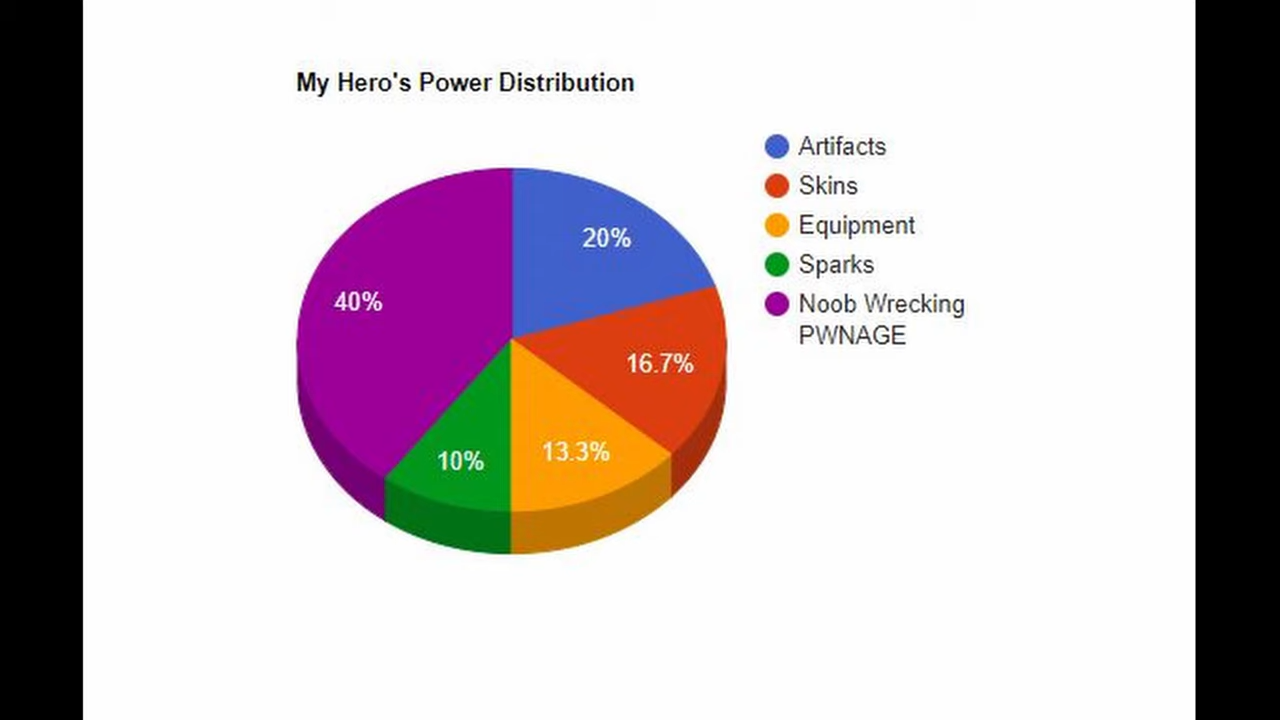 My Hero's Power Distribution
Artifacts
Skins
Equipment
Sparks
Noob Wrecking
PWNAGE
20%
40%
16.7%
13.3%
10%